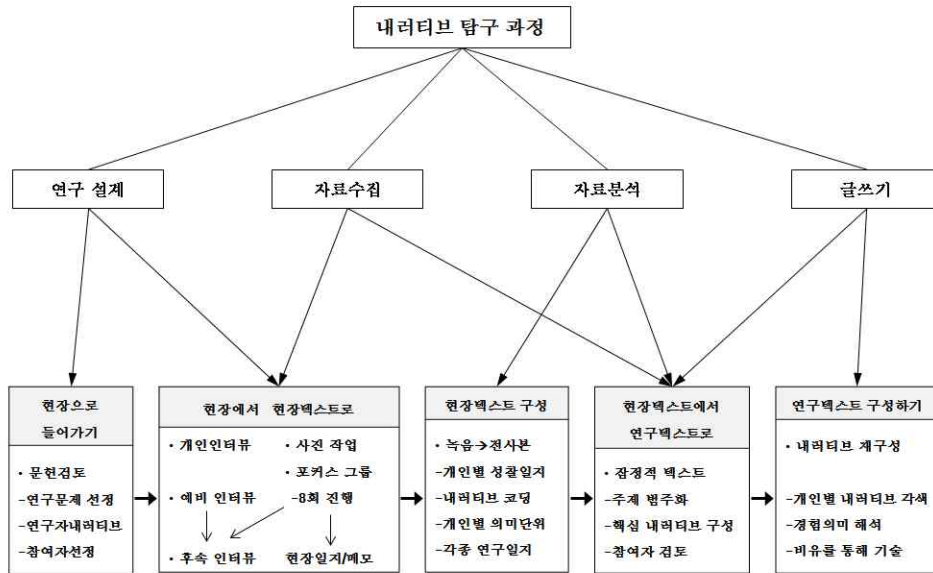 내러티브 탐구 과정
연구 설계
자료수집
자료분석
글쓰기
현장으로
들어가기
• 문헌검토
-연구문제 선정
-연구자내러티브
-참여자선정
현장에서 현장텍스트로
• 개인인터뷰 • 사진 작업
• 포커스 그룹
• 예비 인터뷰 -8회 진행
• 후속 인터뷰 현장일지/메모
현장텍스트 구성
• 녹음→전사본
-개인별 성찰일지
-내러티브 코딩
-개인별 의미단위
-각종 연구일지
현장텍스트에서
연구텍스트로
• 잠정적 텍스트
-주제 범주화
-핵심 내러티브 구성
-참여자 검토
연구텍스트 구성하기
• 내러티브 재구성
-개인별 내러티브 각색
-경험의미 해석
-비유를 통해 기술